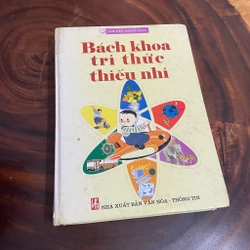 Bách khoa
tri thức
thiếu nhi
NHÀ XUẤT BẢN VĂN HÓA - THÔNG TIN